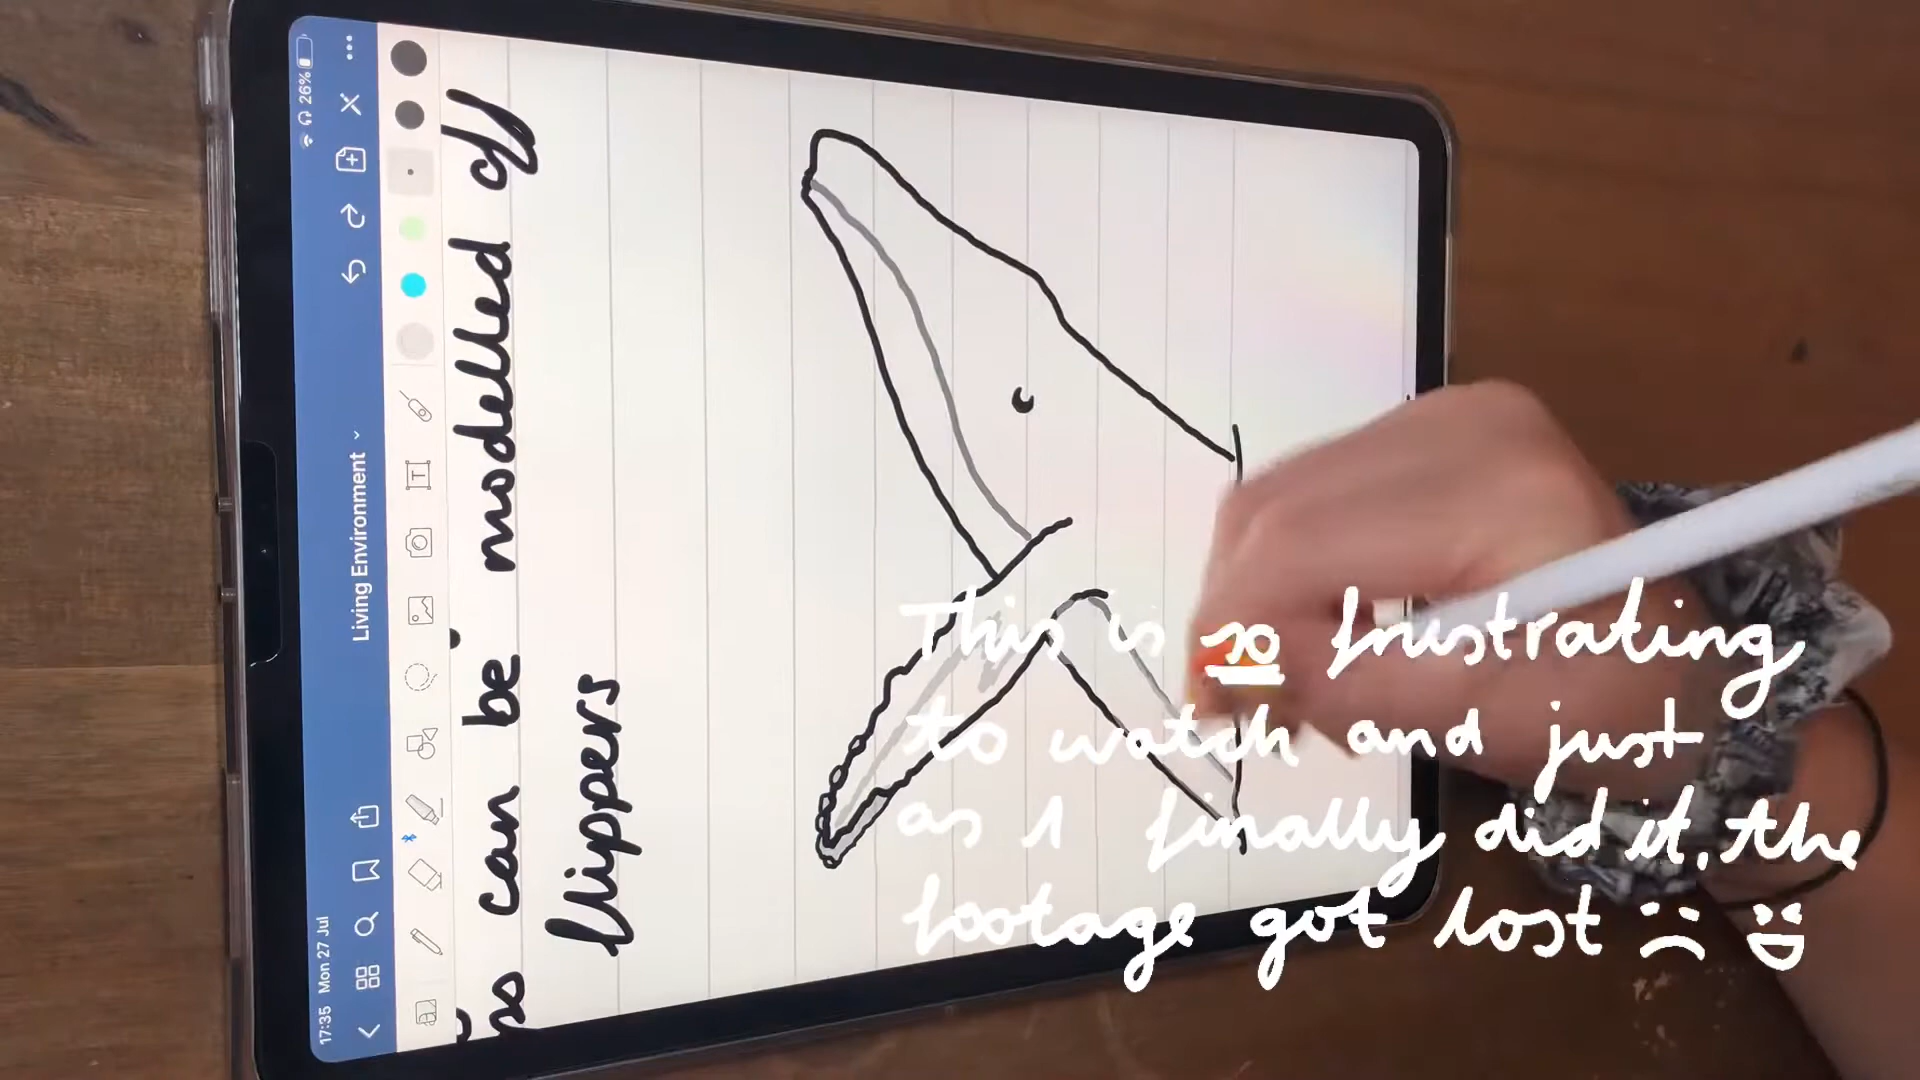 17:35 Mon 27 Jul
26%
Living Environment
can be modelled off
flippers
This is so frustrating
to watch and just
as I finally did it, the
footage got lost